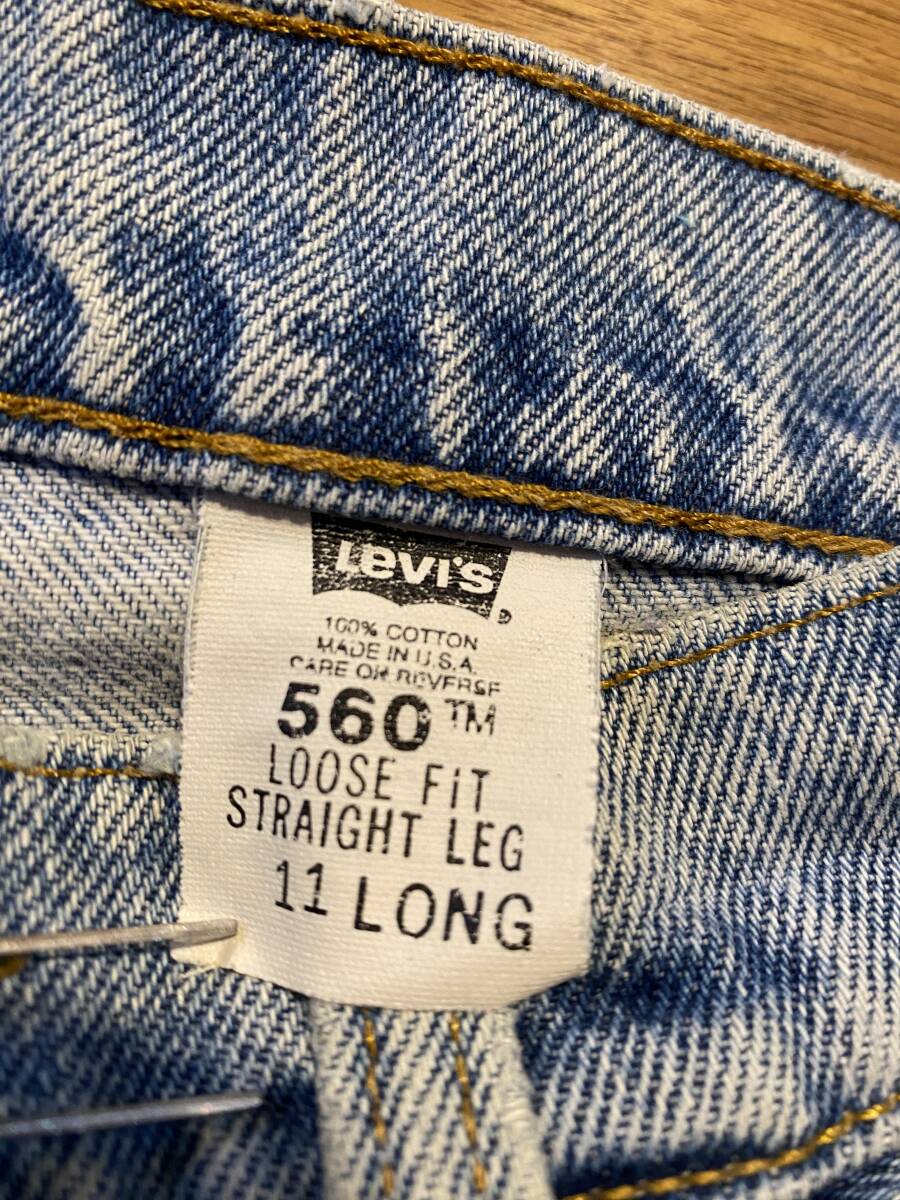 Levi's®
100% COTTON
MADE IN U.S.A.
CARE ON REVERSE
560™
LOOSE FIT
STRAIGHT LEG
11 LONG